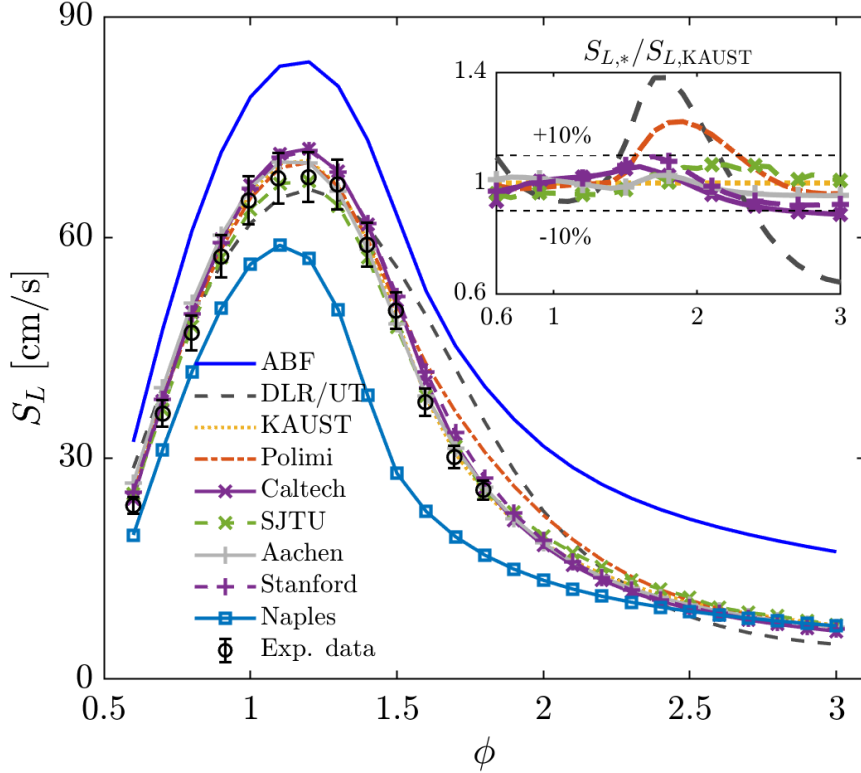 90
60
30
0
S_L [cm/s]
S_{L,*}/S_{L,KAUST}
1.4
1
0.6
+10%
-10%
0.6 1 2 3
ABF
DLR/UT
KAUST
Polimi
Caltech
SJTU
Aachen
Stanford
Naples
Exp. data
0.5 1 1.5 2 2.5 3
ϕ